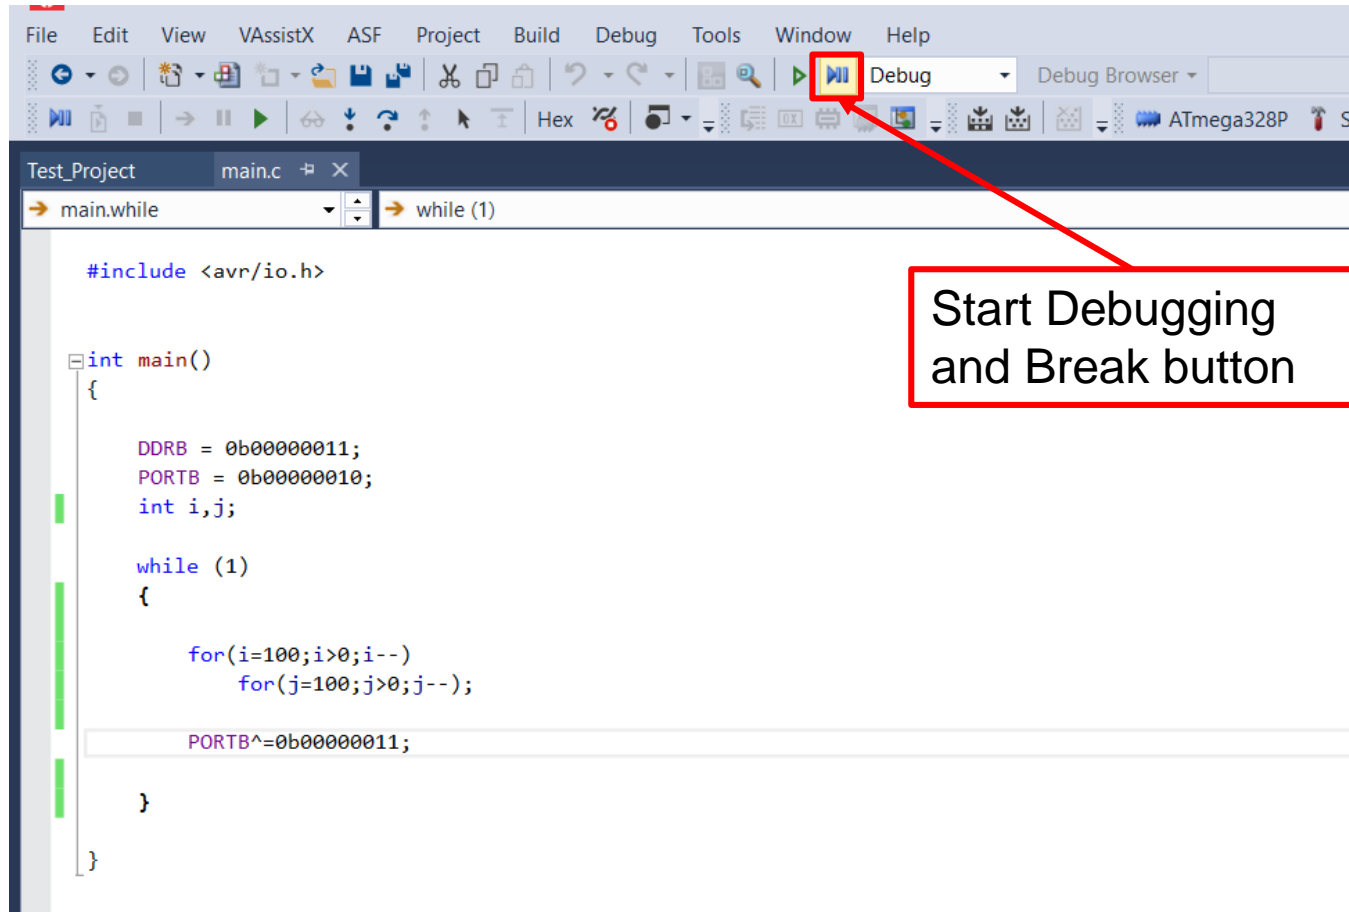 File Edit View VAssistX ASF Project Build Debug Tools Window Help
Debug Debug Browser
Hex ATmega328P
Test_Project main.c
main.while while (1)
#include <avr/io.h>
Start Debugging
and Break button
int main()
{
DDRB = 0b00000011;
PORTB = 0b00000010;
int i,j;
while (1)
{
for(i=100;i>0;i--)
for(j=100;j>0;j--);
PORTB^=0b00000011;
}
}